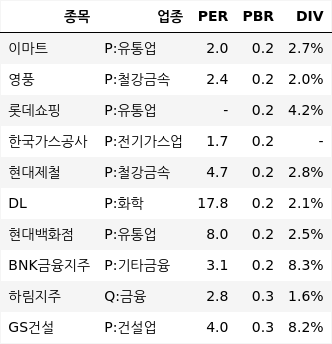 종목 업종 PER PBR DIV
이마트 P:유통업 2.0 0.2 2.7%
영풍 P:철강금속 2.4 0.2 2.0%
롯데쇼핑 P:유통업 - 0.2 4.2%
한국가스공사 P:전기가스업 1.7 0.2 -
현대제철 P:철강금속 4.7 0.2 2.8%
DL P:화학 17.8 0.2 2.1%
현대백화점 P:유통업 8.0 0.2 2.5%
BNK금융지주 P:기타금융 3.1 0.2 8.3%
하림지주 Q:금융 2.8 0.3 1.6%
GS건설 P:건설업 4.0 0.3 8.2%